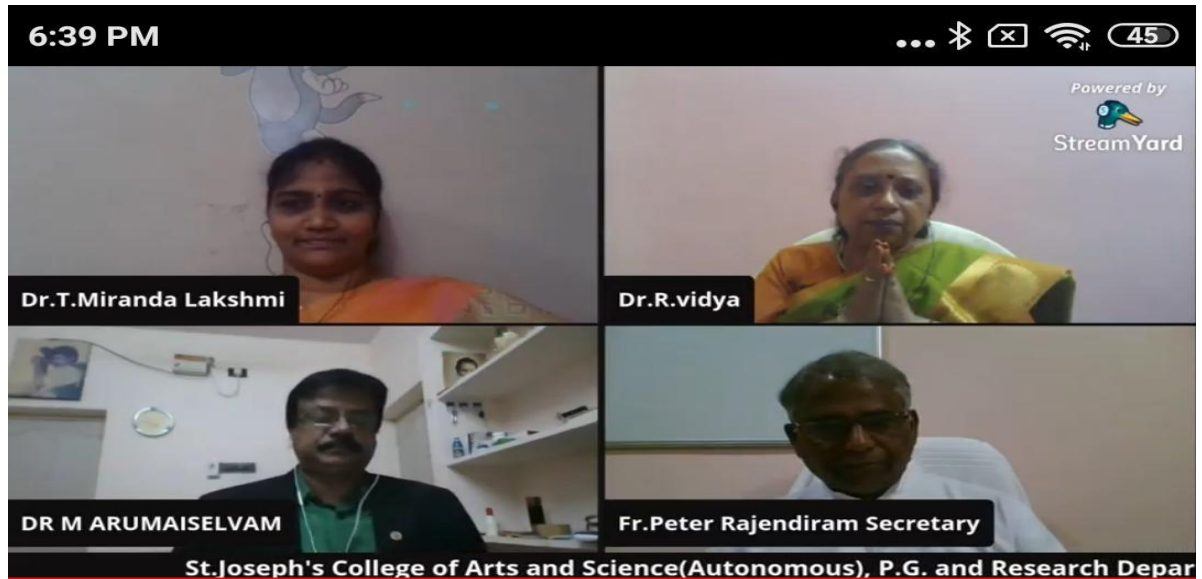 6:39 PM
45
Powered by
StreamYard
Dr.T.Miranda Lakshmi
Dr.R.vidya
DR M ARUMAISELVAM
Fr.Peter Rajendiram Secretary
St.Joseph's College of Arts and Science(Autonomous), P.G. and Research Depar